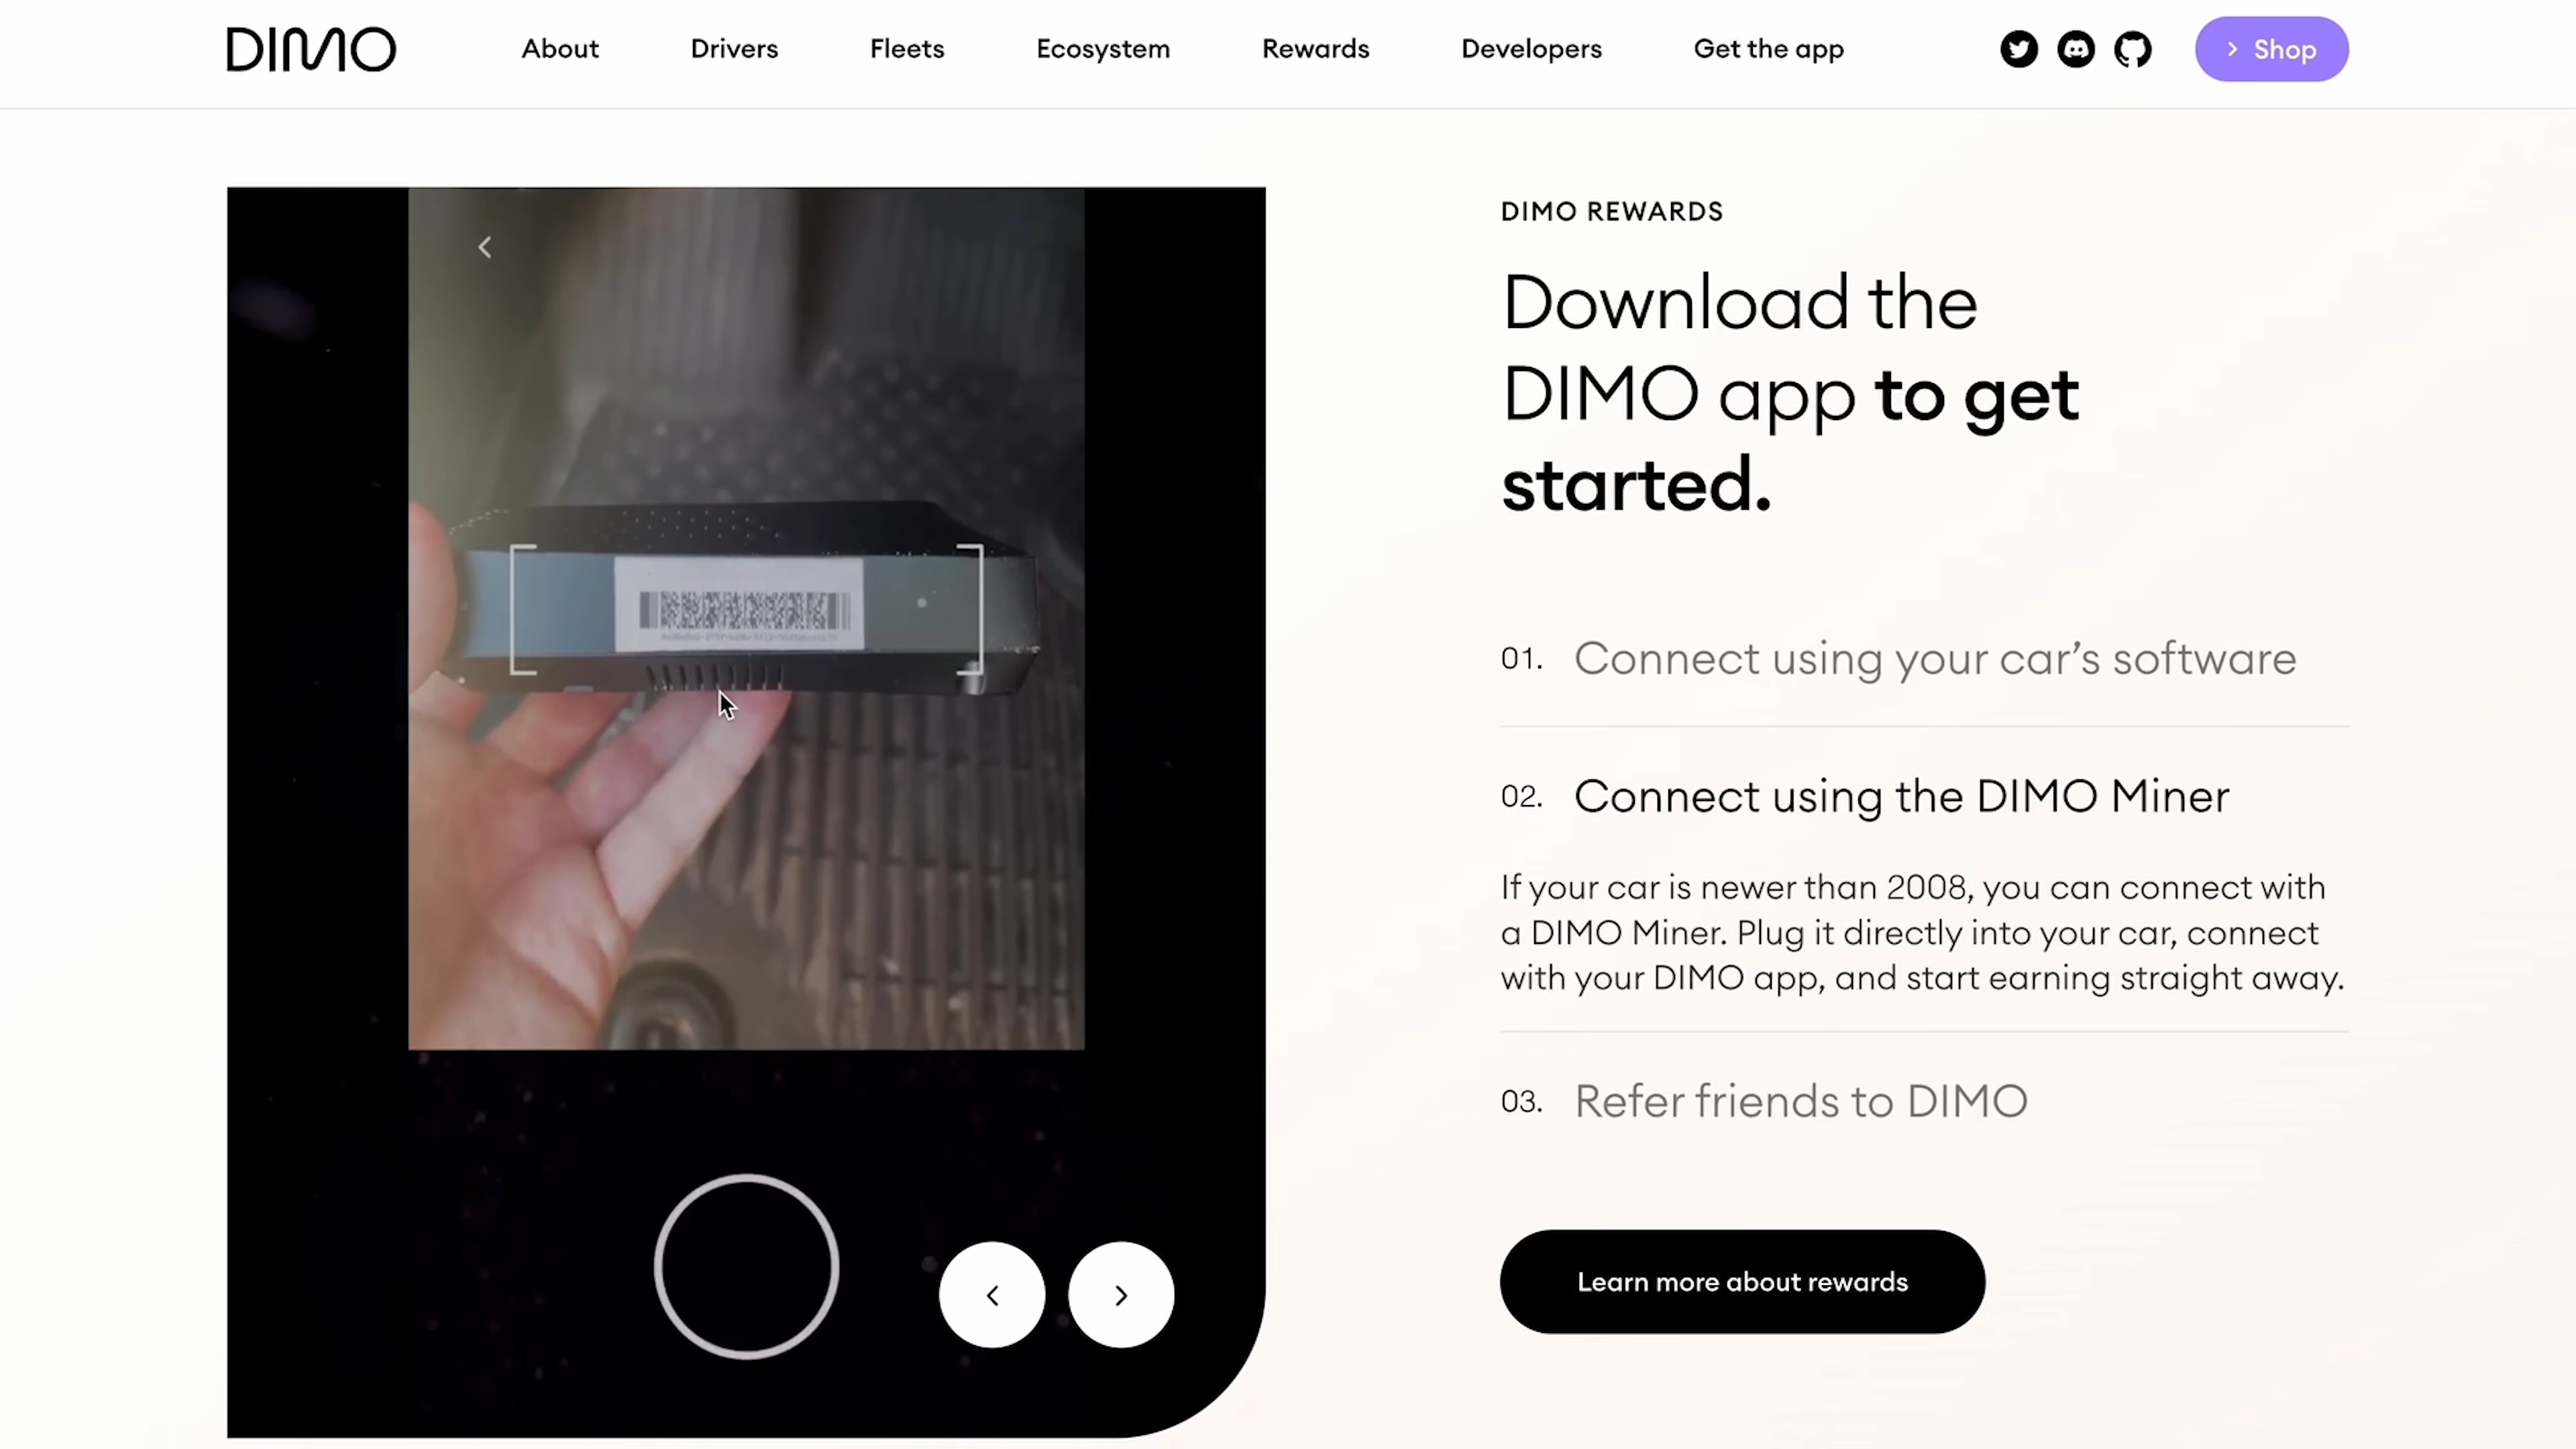 DIMO
About
Drivers
Fleets
Ecosystem
Rewards
Developers
Get the app
Shop
DIMO REWARDS
Download the
DIMO app to get
started.
01. Connect using your car’s software
02. Connect using the DIMO Miner
If your car is newer than 2008, you can connect with
a DIMO Miner. Plug it directly into your car, connect
with your DIMO app, and start earning straight away.
03. Refer friends to DIMO
Learn more about rewards